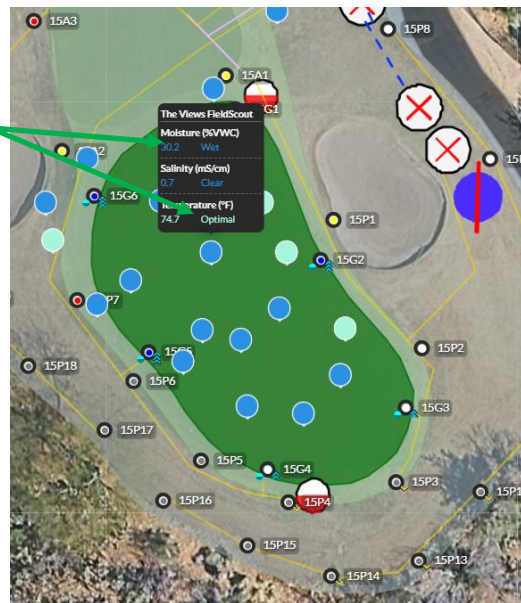 15A3
15P8
15A1
G1
The Views FieldScout
Moisture (%VWC)
30.2 Wet
Salinity (mS/cm)
0.7 Clear
Temperature (°F)
74.7 Optimal
A2
15G6
15P1
15G2
P7
15P2
15P18
15P6
15G3
15P17
15P5
15G4
15P3
15P16
15P4
15P1
15P15
15P13
15P14